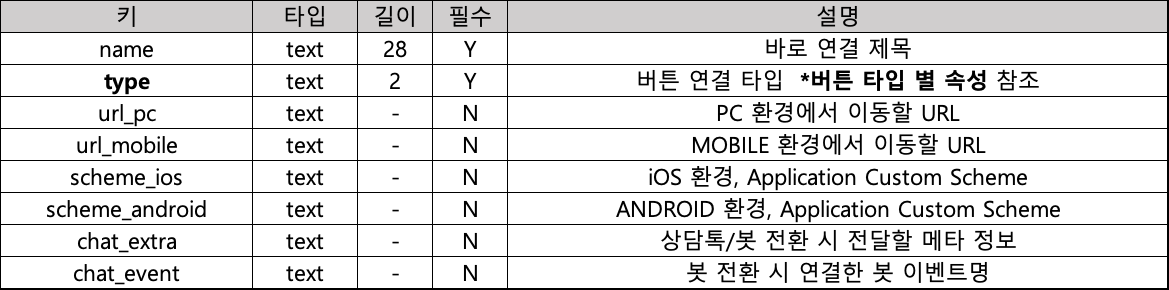 키 타입 길이 필수 설명
name text 28 Y 바로 연결 제목
type text 2 Y 버튼 연결 타입 *버튼 타입 별 속성 참조
url_pc text - N PC 환경에서 이동할 URL
url_mobile text - N MOBILE 환경에서 이동할 URL
scheme_ios text - N iOS 환경, Application Custom Scheme
scheme_android text - N ANDROID 환경, Application Custom Scheme
chat_extra text - N 상담톡/봇 전환 시 전달할 메타 정보
chat_event text - N 봇 전환 시 연결한 봇 이벤트명